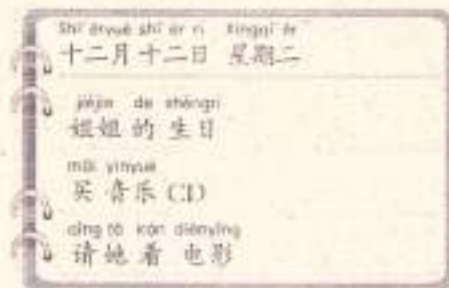 Shí'èryuè shí'èr rì Xīngqī'èr
十二月十二日 星期二
jiějie de shēngrì
姐姐的生日
mǎi yīnyuè
买音乐(CD)
qǐng tā kàn diànyǐng
请她看 电影